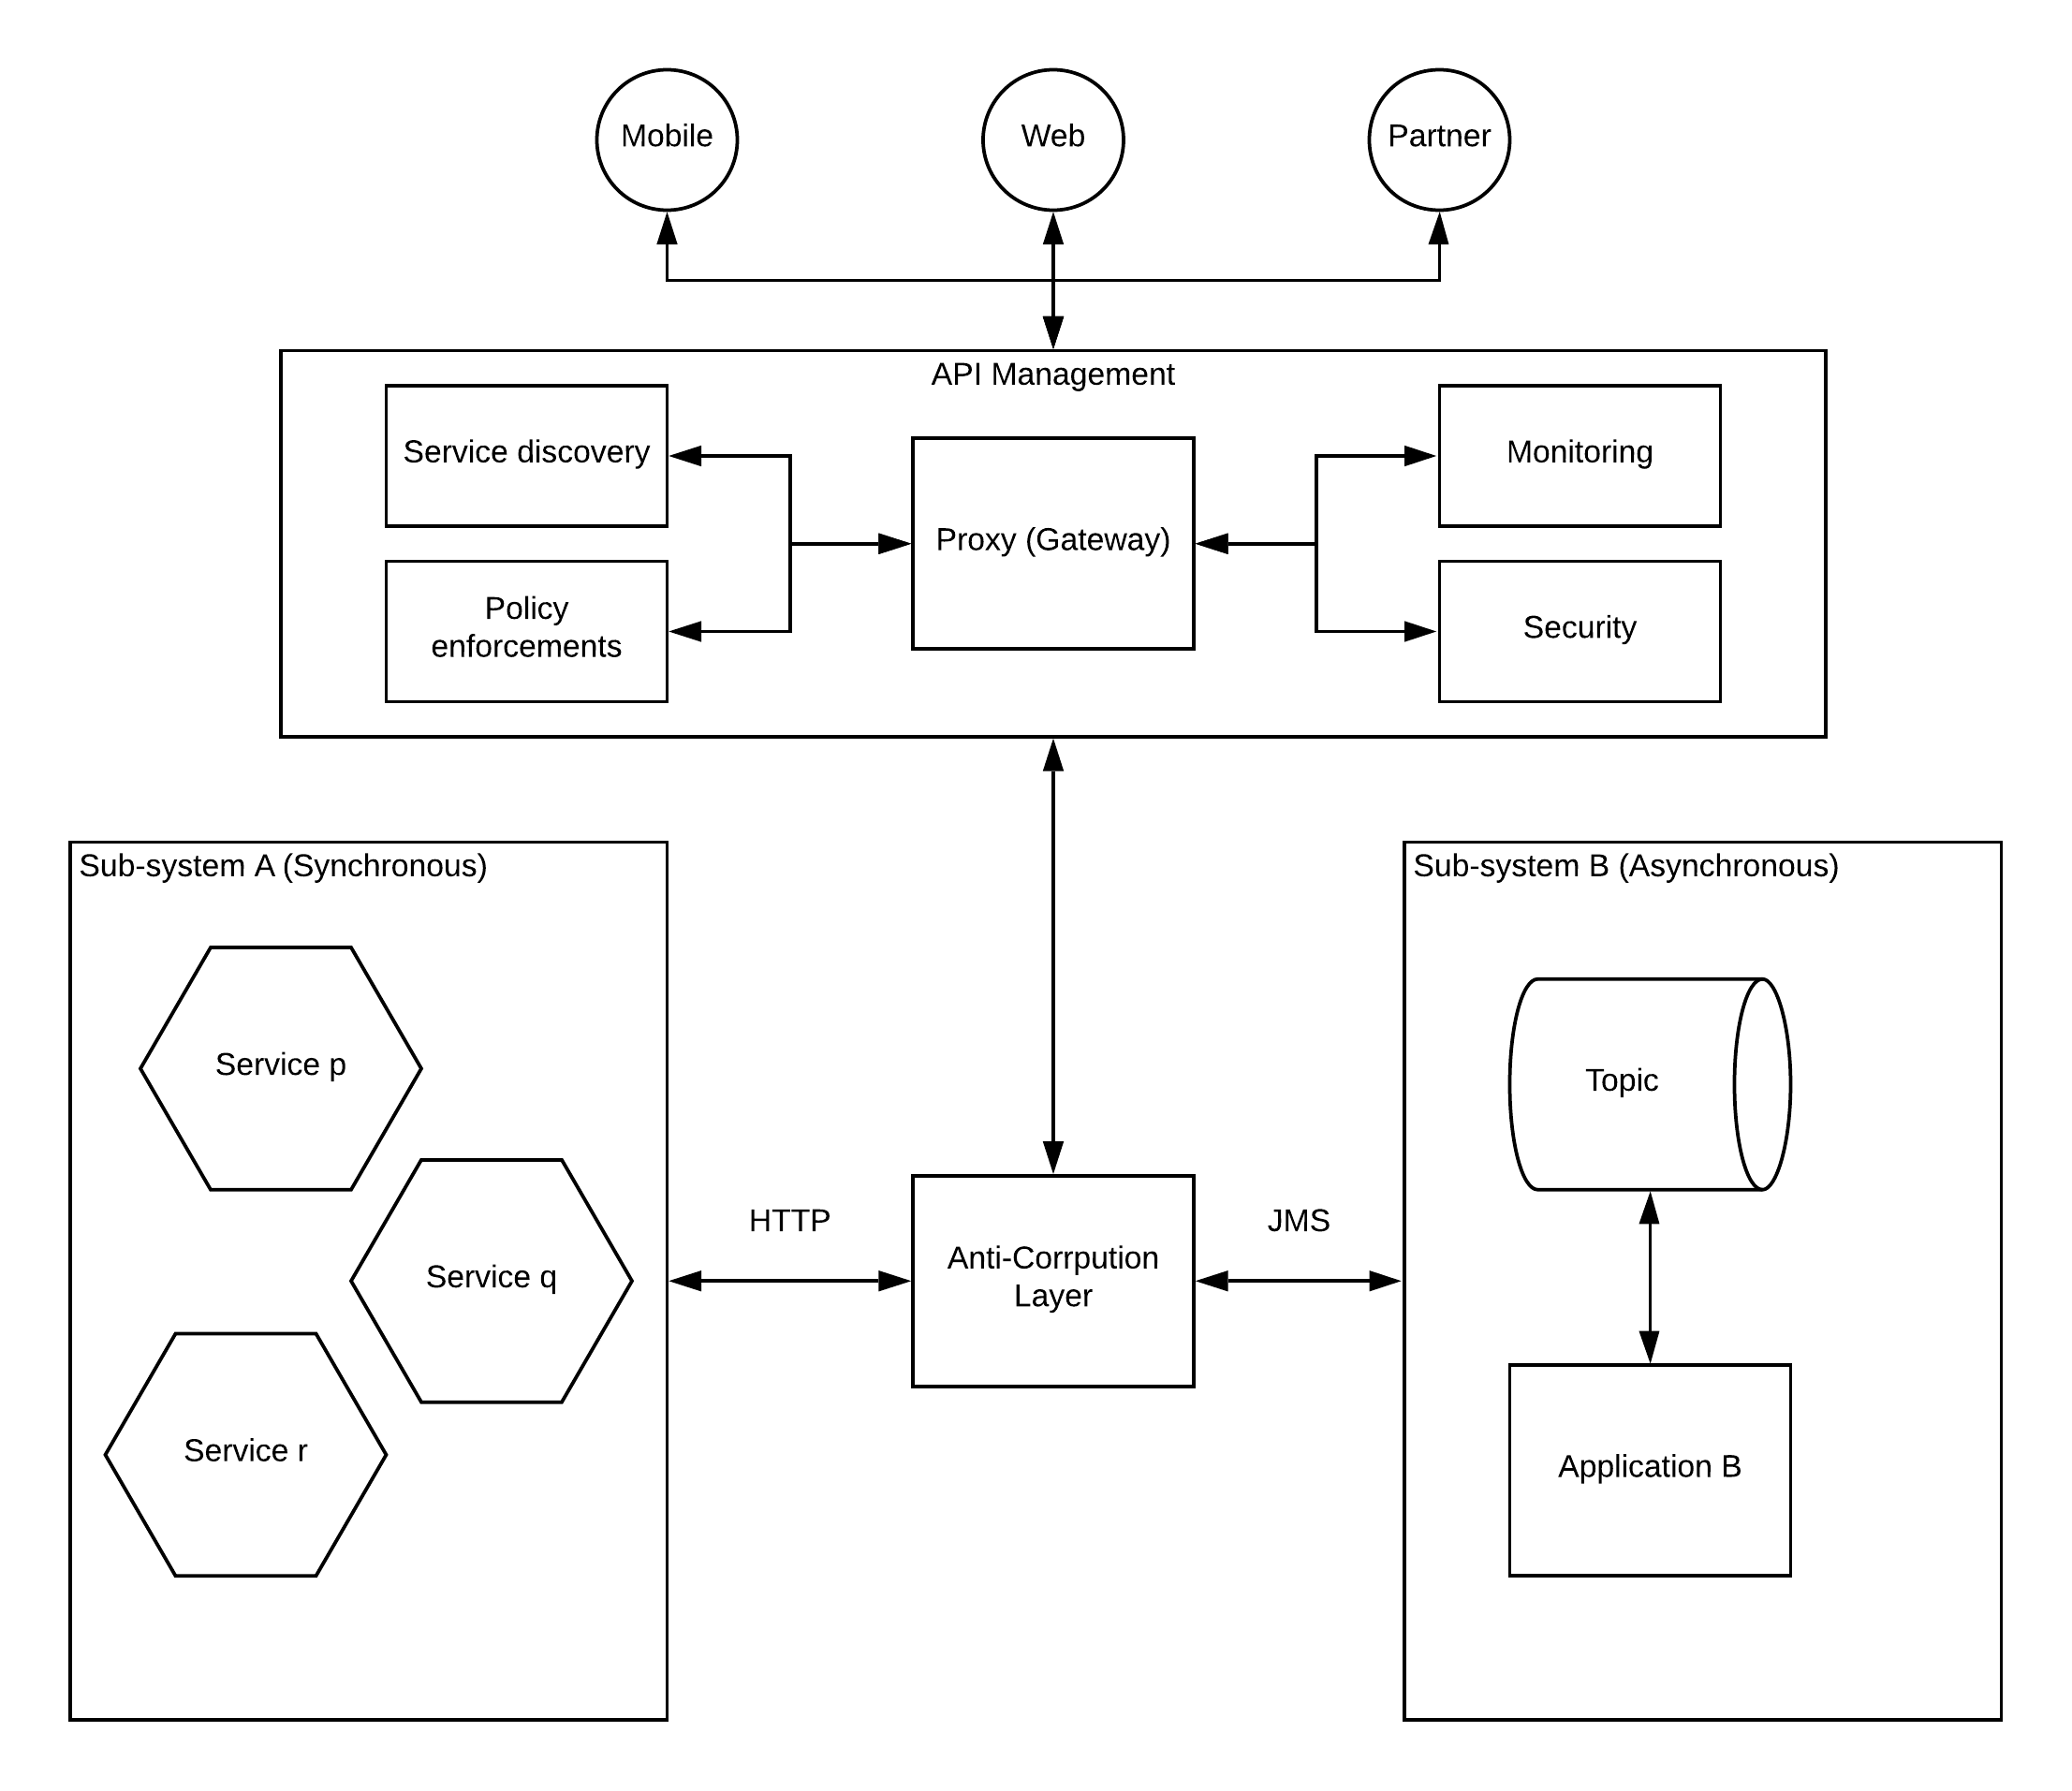 Mobile
Web
Partner
API Management
Service discovery
Monitoring
Proxy (Gateway)
Policy
enforcements
Security
Sub-system A (Synchronous)
Sub-system B (Asynchronous)
Service p
Topic
HTTP
JMS
Service q
Anti-Corrpution
Layer
Service r
Application B